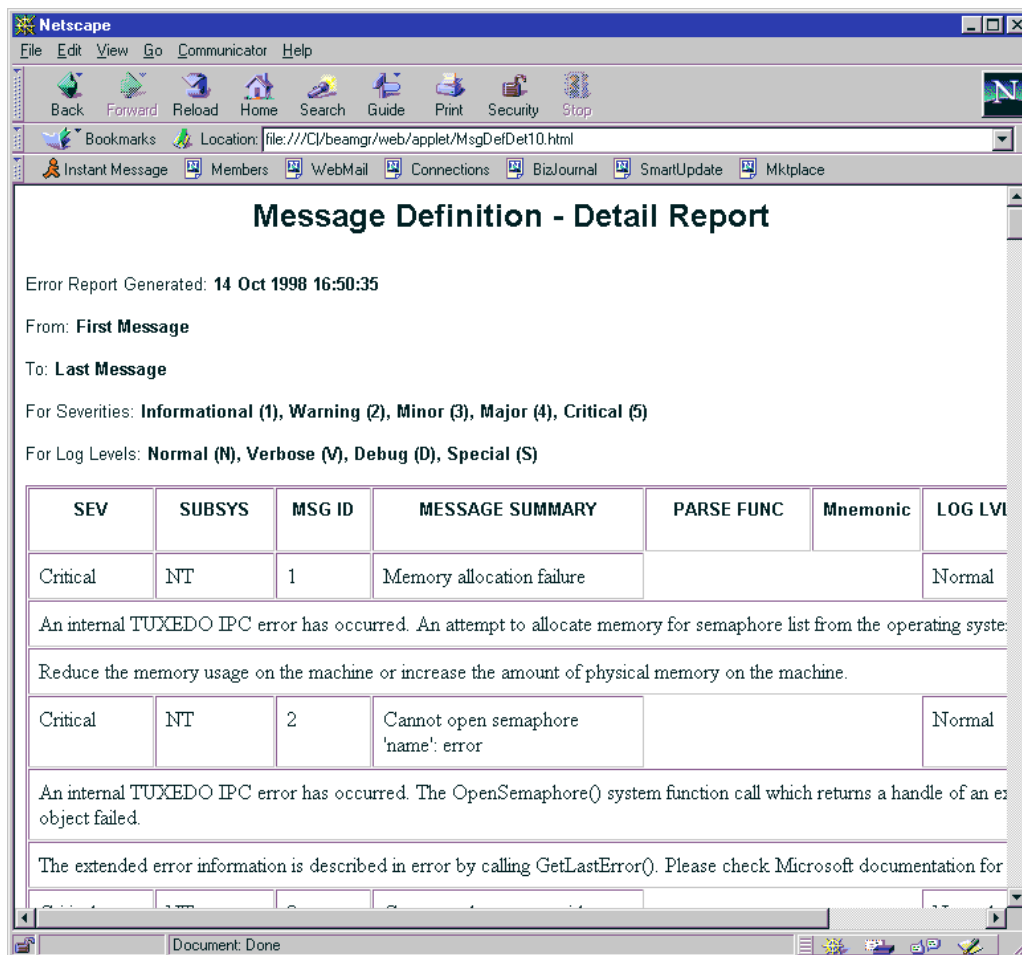 Netscape
File Edit View Go Communicator Help
Back Forward Reload Home Search Guide Print Security Stop
N
Bookmarks Location: file:///C|/beamgr/web/applet/MsgDefDet10.html
Instant Message Members WebMail Connections BizJournal SmartUpdate Mktplace
Message Definition - Detail Report
Error Report Generated: 14 Oct 1998 16:50:35
From: First Message
To: Last Message
For Severities: Informational (1), Warning (2), Minor (3), Major (4), Critical (5)
For Log Levels: Normal (N), Verbose (V), Debug (D), Special (S)
SEV SUBSYS MSG ID MESSAGE SUMMARY PARSE FUNC Mnemonic LOG LVL
Critical NT 1 Memory allocation failure Normal
An internal TUXEDO IPC error has occurred. An attempt to allocate memory for semaphore list from the operating syste
Reduce the memory usage on the machine or increase the amount of physical memory on the machine.
Critical NT 2 Cannot open semaphore Normal
'name': error
An internal TUXEDO IPC error has occurred. The OpenSemaphore() system function call which returns a handle of an ex
object failed.
The extended error information is described in error by calling GetLastError(). Please check Microsoft documentation for
Document: Done